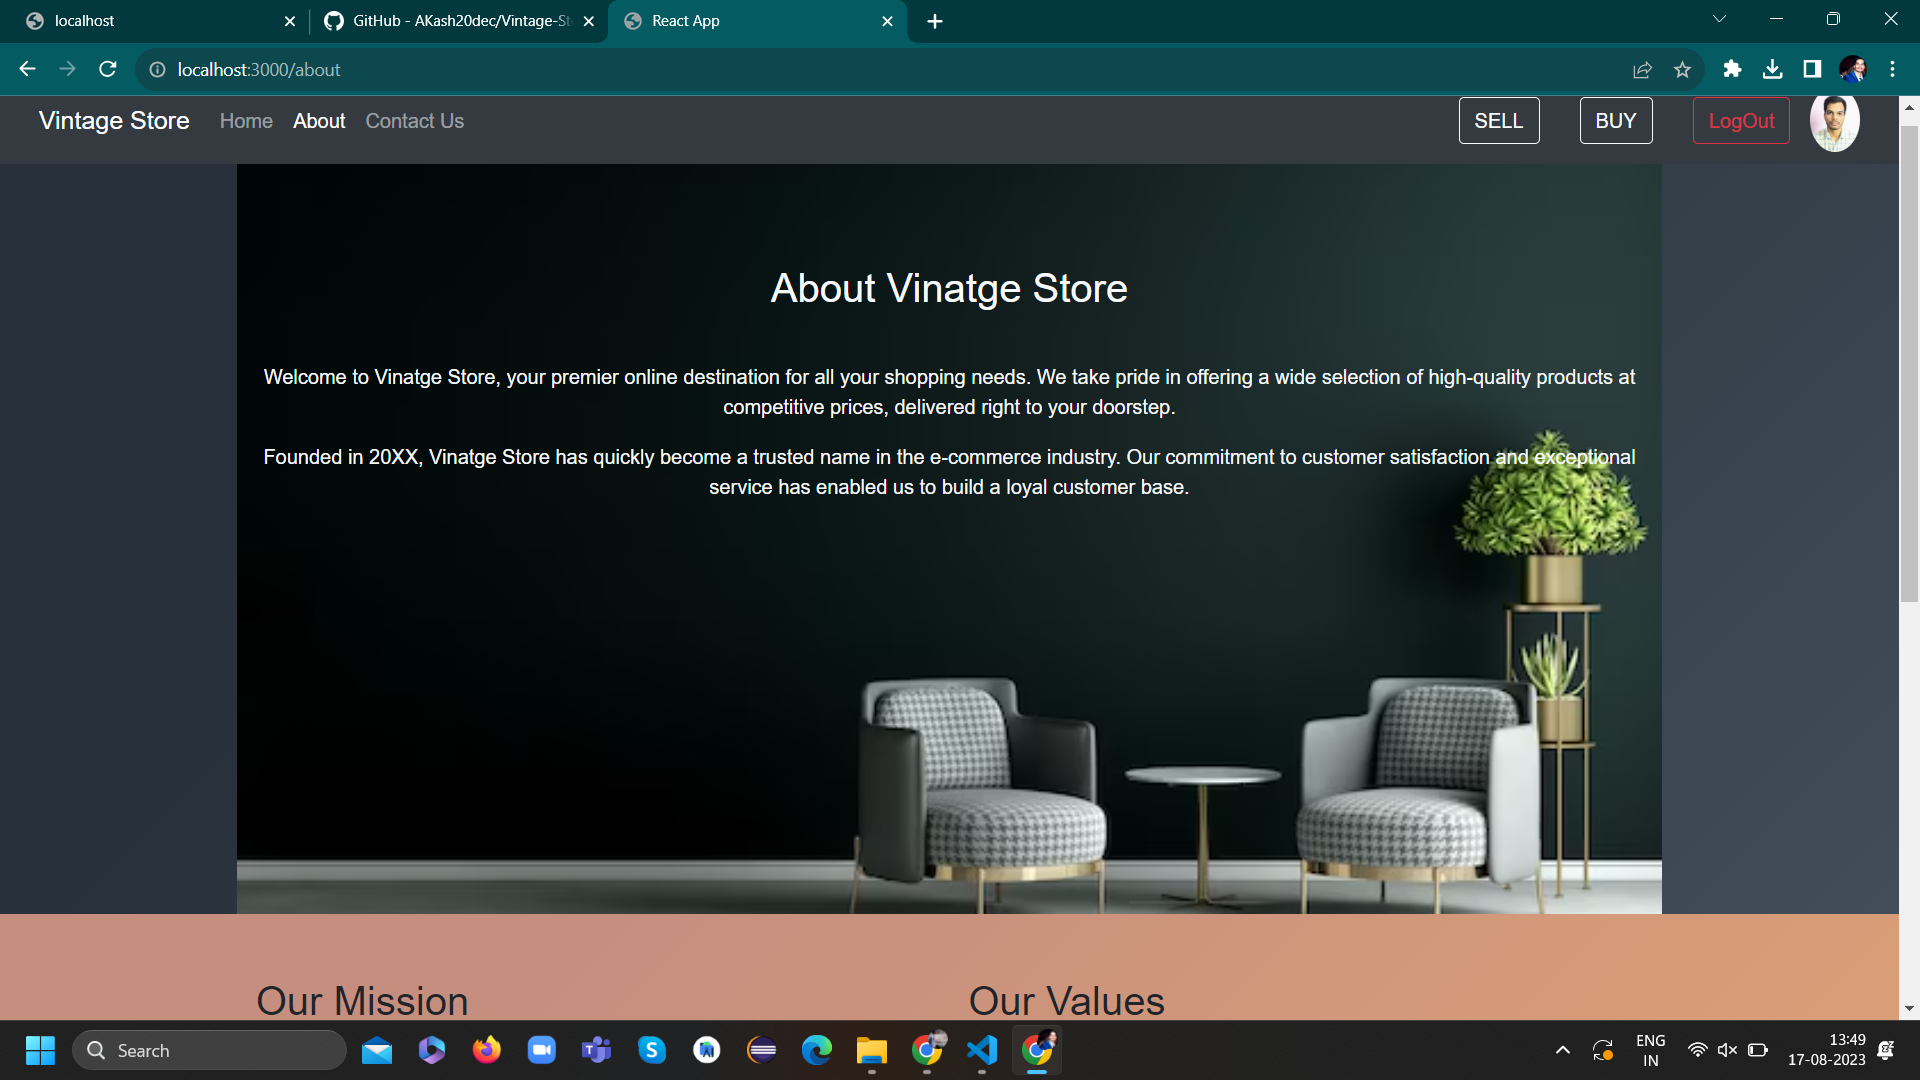 localhost
GitHub - AKash20dec/Vintage-St
React App
localhost:3000/about
Vintage Store Home About Contact Us SELL BUY LogOut
About Vinatge Store
Welcome to Vinatge Store, your premier online destination for all your shopping needs. We take pride in offering a wide selection of high-quality products at
competitive prices, delivered right to your doorstep.
Founded in 20XX, Vinatge Store has quickly become a trusted name in the e-commerce industry. Our commitment to customer satisfaction and exceptional
service has enabled us to build a loyal customer base.
Our Mission
Our Values
Search
ENG
IN
13:49
17-08-2023